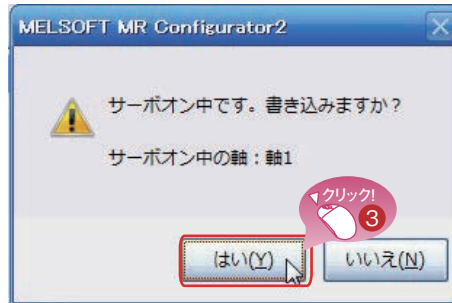 MELSOFT MR Configurator2
サーボオン中です。書き込みますか？
サーボオン中の軸：軸1
クリック!
3
はい(Y)
いいえ(N)